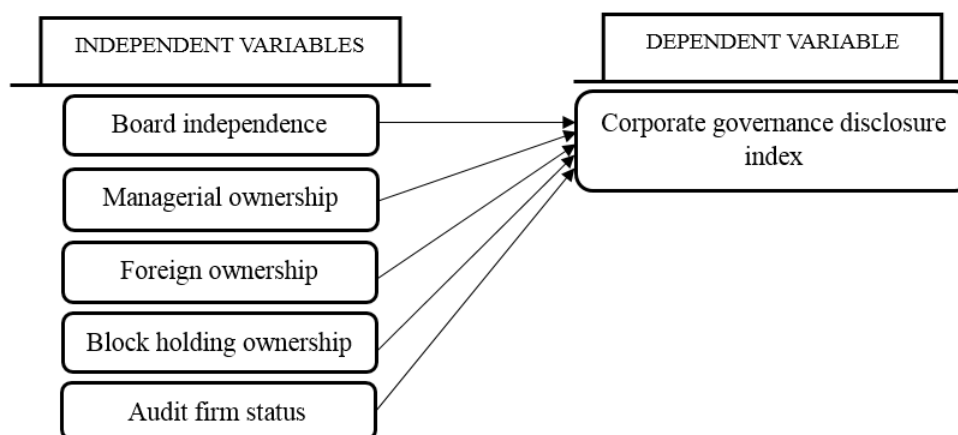 INDEPENDENT VARIABLES
DEPENDENT VARIABLE
Board independence
Corporate governance disclosure
index
Managerial ownership
Foreign ownership
Block holding ownership
Audit firm status